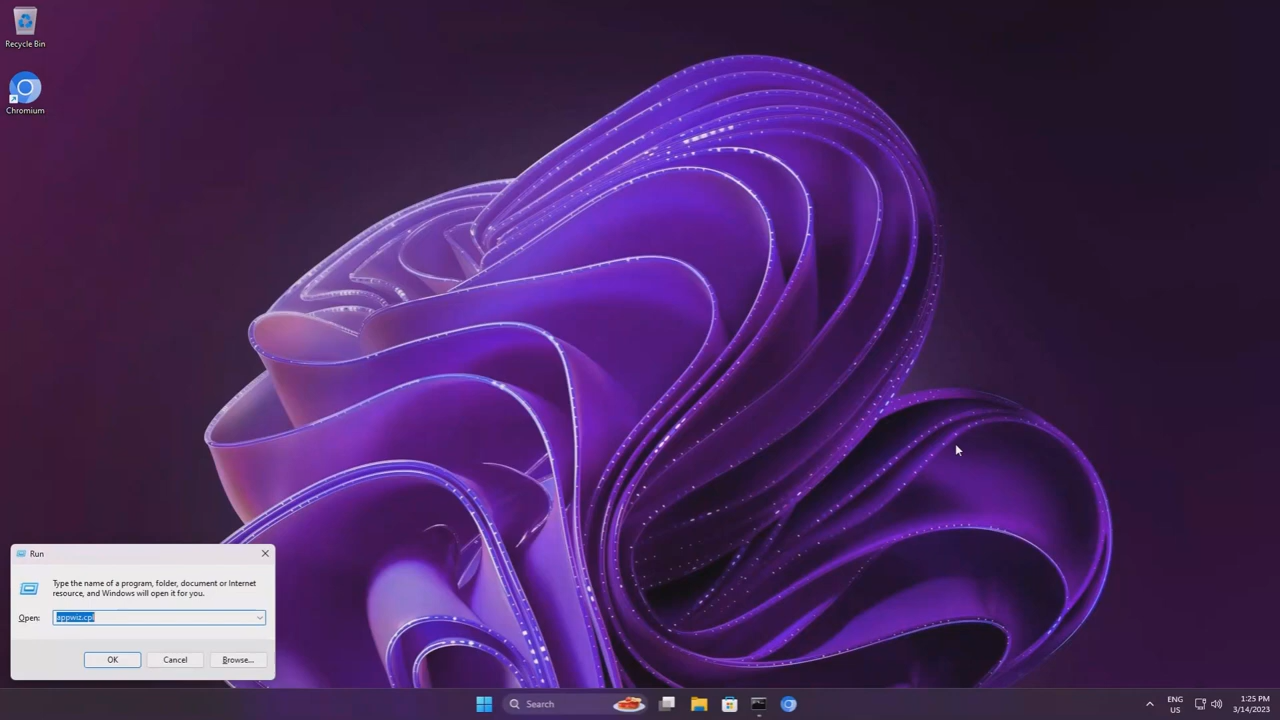 Recycle Bin
Chromium
Run
Type the name of a program, folder, document or Internet
resource, and Windows will open it for you.
Open:
appwiz.cpl
OK
Cancel
Browse...
Search
ENG
US
1:25 PM
3/14/2023